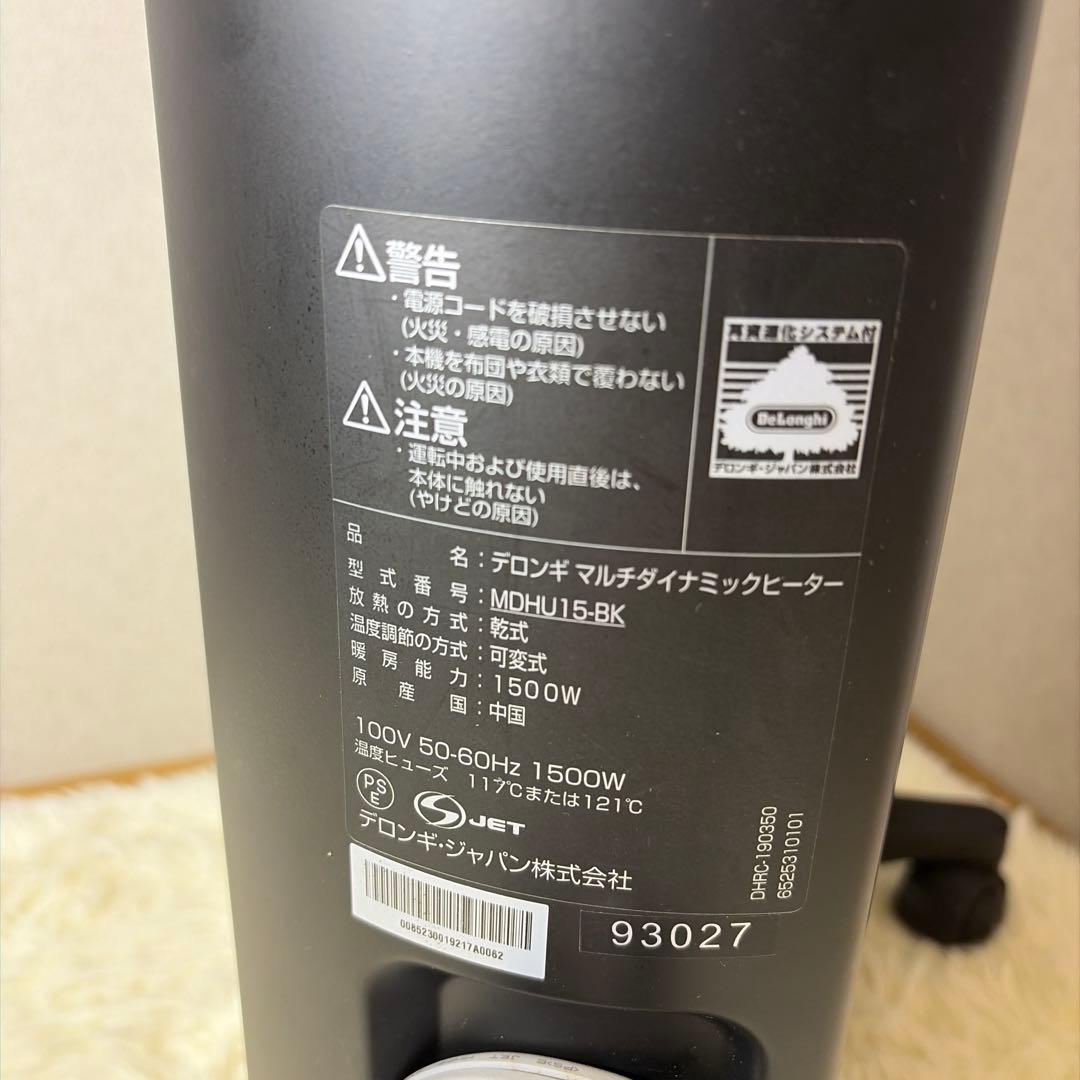 警告
・電源コードを破損させない
(火災・感電の原因)
・本機を布団や衣類で覆わない
(火災の原因)
注意
・運転中および使用直後は、
本体に触れない
(やけどの原因)
再資源化システム付
DeLonghi
デロンギ・ジャパン株式会社
品名：デロンギ マルチダイナミックヒーター
型式番号：MDHU15-BK
放熱の方式：乾式
温度調節の方式：可変式
暖房能力：1500W
原産国：中国
100V 50-60Hz 1500W
温度ヒューズ 117℃または121℃
PSE
JET
デロンギ・ジャパン株式会社
DHRC-190350
6525310101
0085230019217A0062
93027